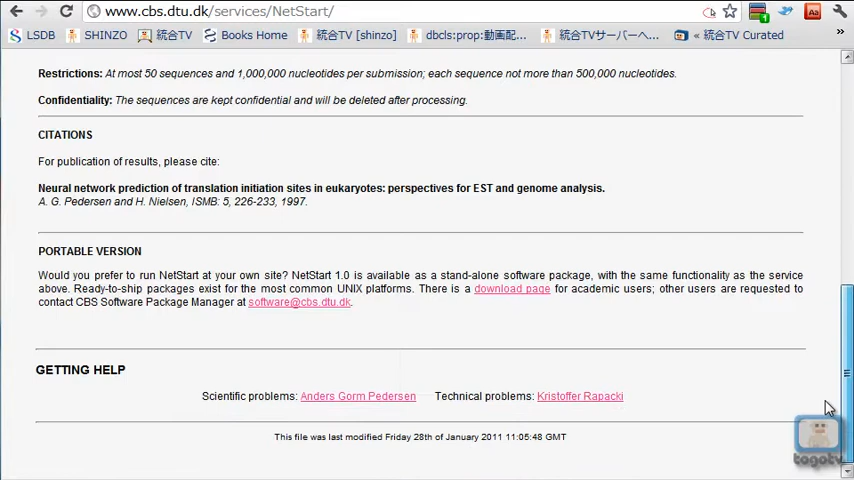 www.cbs.dtu.dk/services/NetStart/
LSDB SHINZO 統合TV Books Home 統合TV [shinzo] dbcls:prop:動画配... 統合TVサーバーへ... « 統合TV Curated »
Restrictions: At most 50 sequences and 1,000,000 nucleotides per submission; each sequence not more than 500,000 nucleotides.
Confidentiality: The sequences are kept confidential and will be deleted after processing.
CITATIONS
For publication of results, please cite:
Neural network prediction of translation initiation sites in eukaryotes: perspectives for EST and genome analysis.
A. G. Pedersen and H. Nielsen, ISMB: 5, 226-233, 1997.
PORTABLE VERSION
Would you prefer to run NetStart at your own site? NetStart 1.0 is available as a stand-alone software package, with the same functionality as the service
above. Ready-to-ship packages exist for the most common UNIX platforms. There is a download page for academic users; other users are requested to
contact CBS Software Package Manager at software@cbs.dtu.dk.
GETTING HELP
Scientific problems: Anders Gorm Pedersen Technical problems: Kristoffer Rapacki
This file was last modified Friday 28th of January 2011 11:05:48 GMT
togotv